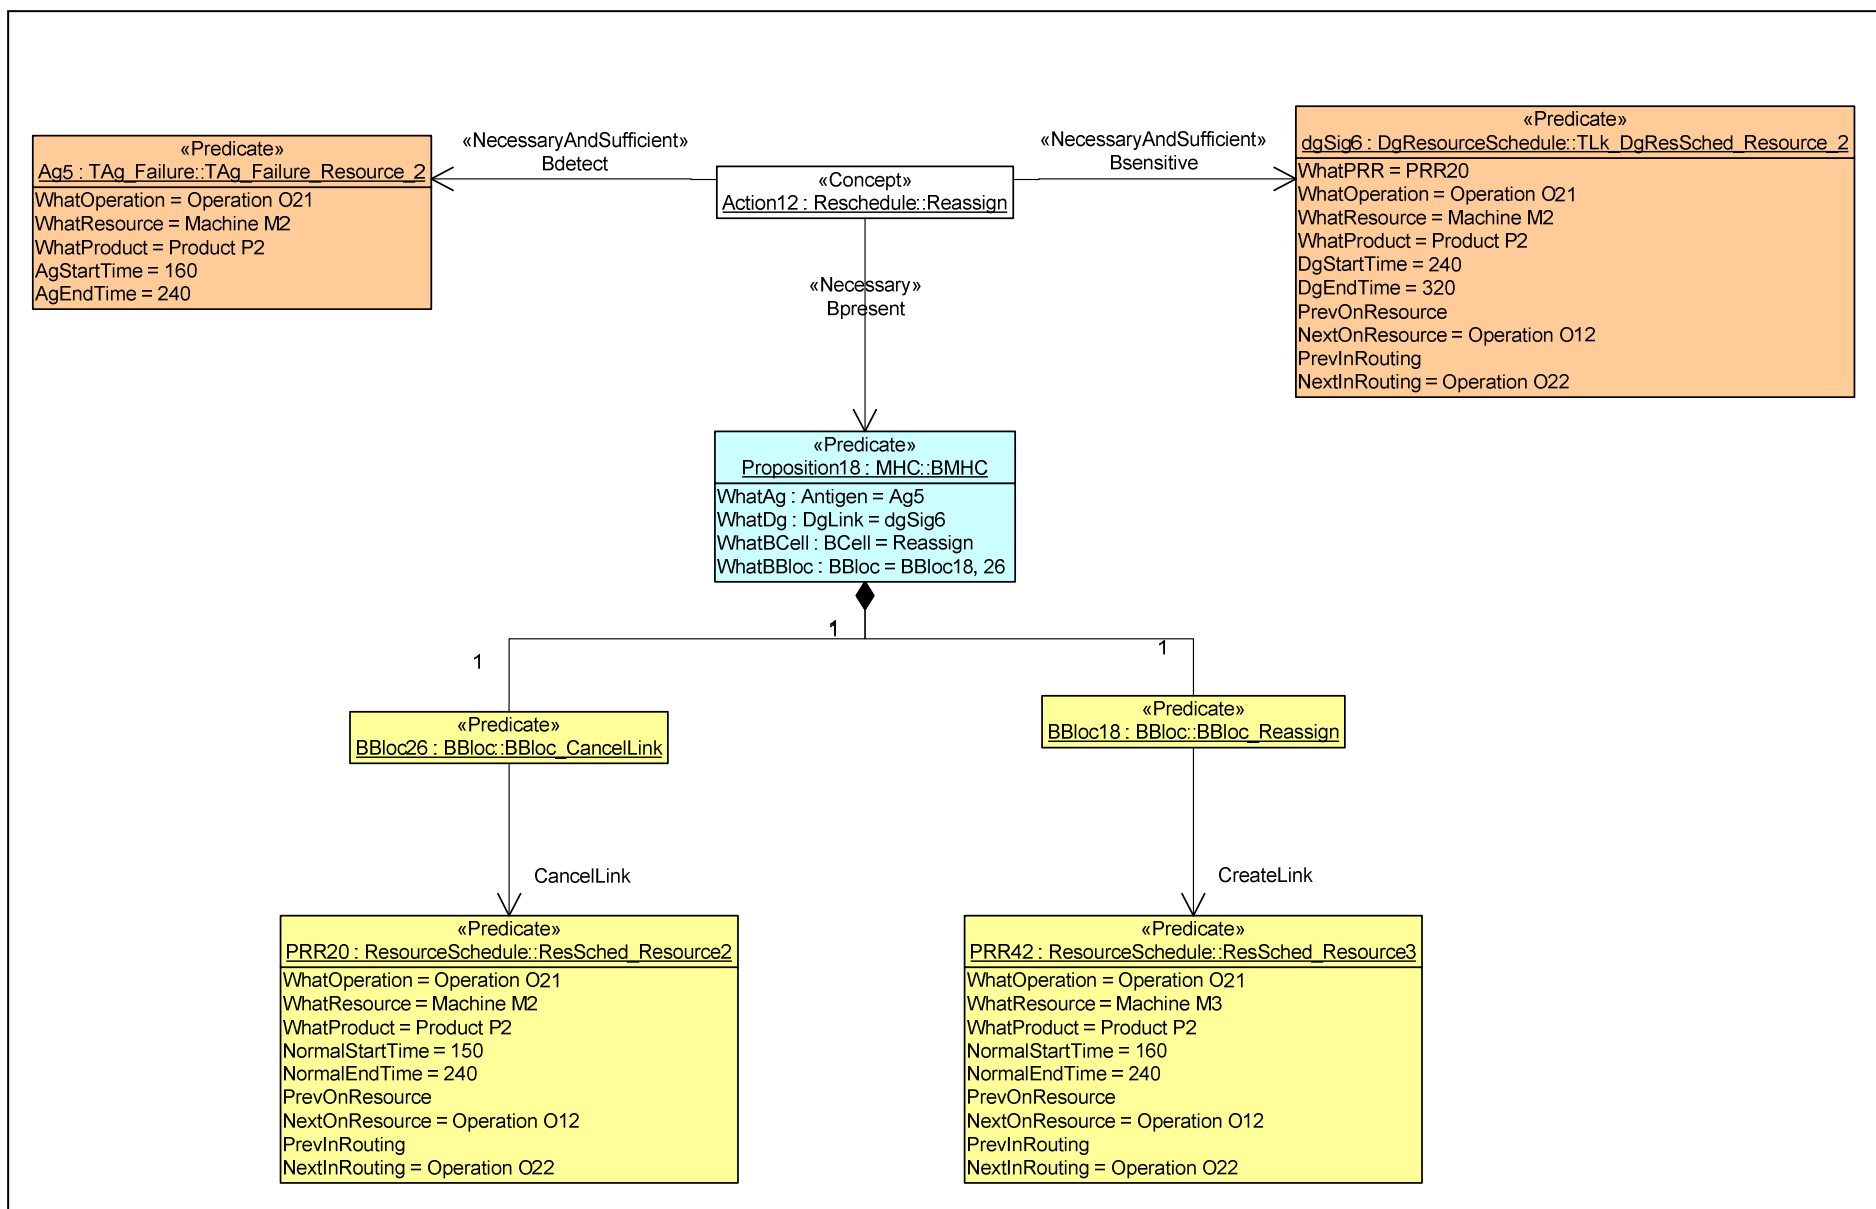 «Predicate»
Ag5 : TAg_Failure::TAg_Failure_Resource_2
WhatOperation = Operation O21
WhatResource = Machine M2
WhatProduct = Product P2
AgStartTime = 160
AgEndTime = 240
«NecessaryAndSufficient»
Bdetect
«Concept»
Action12 : Reschedule::Reassign
«NecessaryAndSufficient»
Bsensitive
«Predicate»
dgSig6 : DgResourceSchedule::TLk_DgResSched_Resource_2
WhatPRR = PRR20
WhatOperation = Operation O21
WhatResource = Machine M2
WhatProduct = Product P2
DgStartTime = 240
DgEndTime = 320
PrevOnResource
NextOnResource = Operation O12
PrevInRouting
NextInRouting = Operation O22
«Necessary»
Bpresent
«Predicate»
Proposition18 : MHC::BMHC
WhatAg : Antigen = Ag5
WhatDg : DgLink = dgSig6
WhatBCell : BCell = Reassign
WhatBBloc : BBloc = BBloc18, 26
1
1
1
«Predicate»
BBloc26 : BBloc::BBloc_CancelLink
«Predicate»
BBloc18 : BBloc::BBloc_Reassign
CancelLink
CreateLink
«Predicate»
PRR20 : ResourceSchedule::ResSched_Resource2
WhatOperation = Operation O21
WhatResource = Machine M2
WhatProduct = Product P2
NormalStartTime = 150
NormalEndTime = 240
PrevOnResource
NextOnResource = Operation O12
PrevInRouting
NextInRouting = Operation O22
«Predicate»
PRR42 : ResourceSchedule::ResSched_Resource3
WhatOperation = Operation O21
WhatResource = Machine M3
WhatProduct = Product P2
NormalStartTime = 160
NormalEndTime = 240
PrevOnResource
NextOnResource = Operation O12
PrevInRouting
NextInRouting = Operation O22